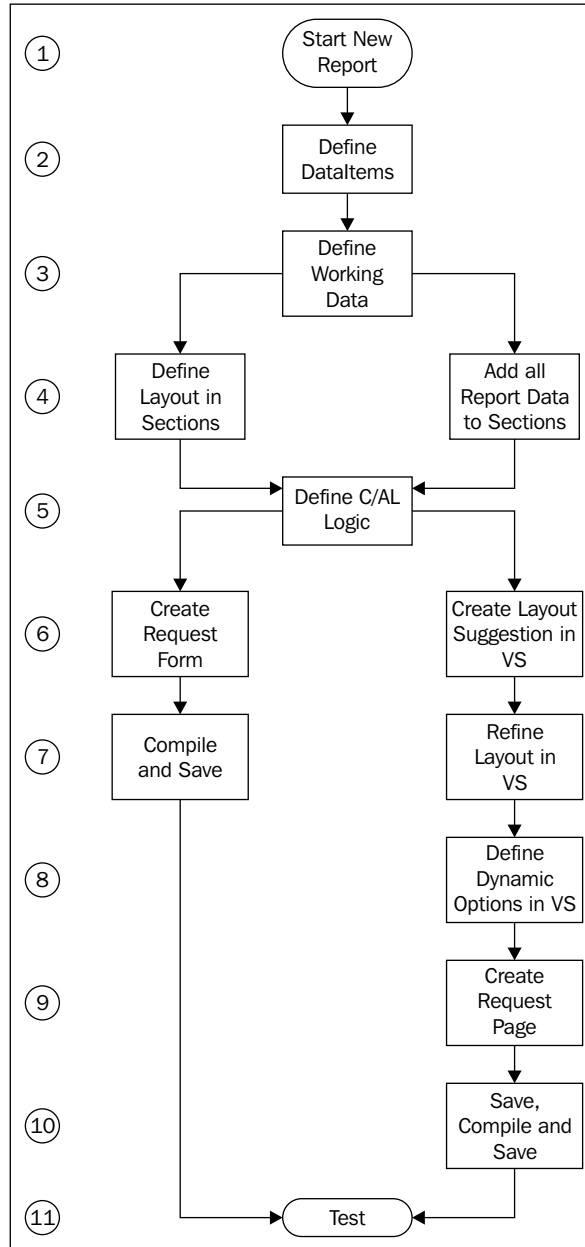 1
Start New
Report
2
Define
DataItems
3
Define
Working
Data
4
Define
Layout in
Sections
Add all
Report Data
to Sections
5
Define C/AL
Logic
6
Create
Request
Form
Create Layout
Suggestion in
VS
7
Compile
and Save
Refine
Layout in
VS
8
Define
Dynamic
Options in VS
9
Create
Request
Page
10
Save,
Compile and
Save
11
Test